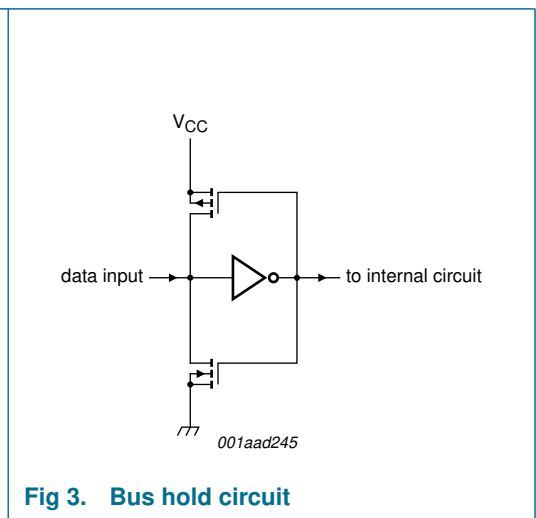 VCC
data input
to internal circuit
001aad245
Fig 3. Bus hold circuit